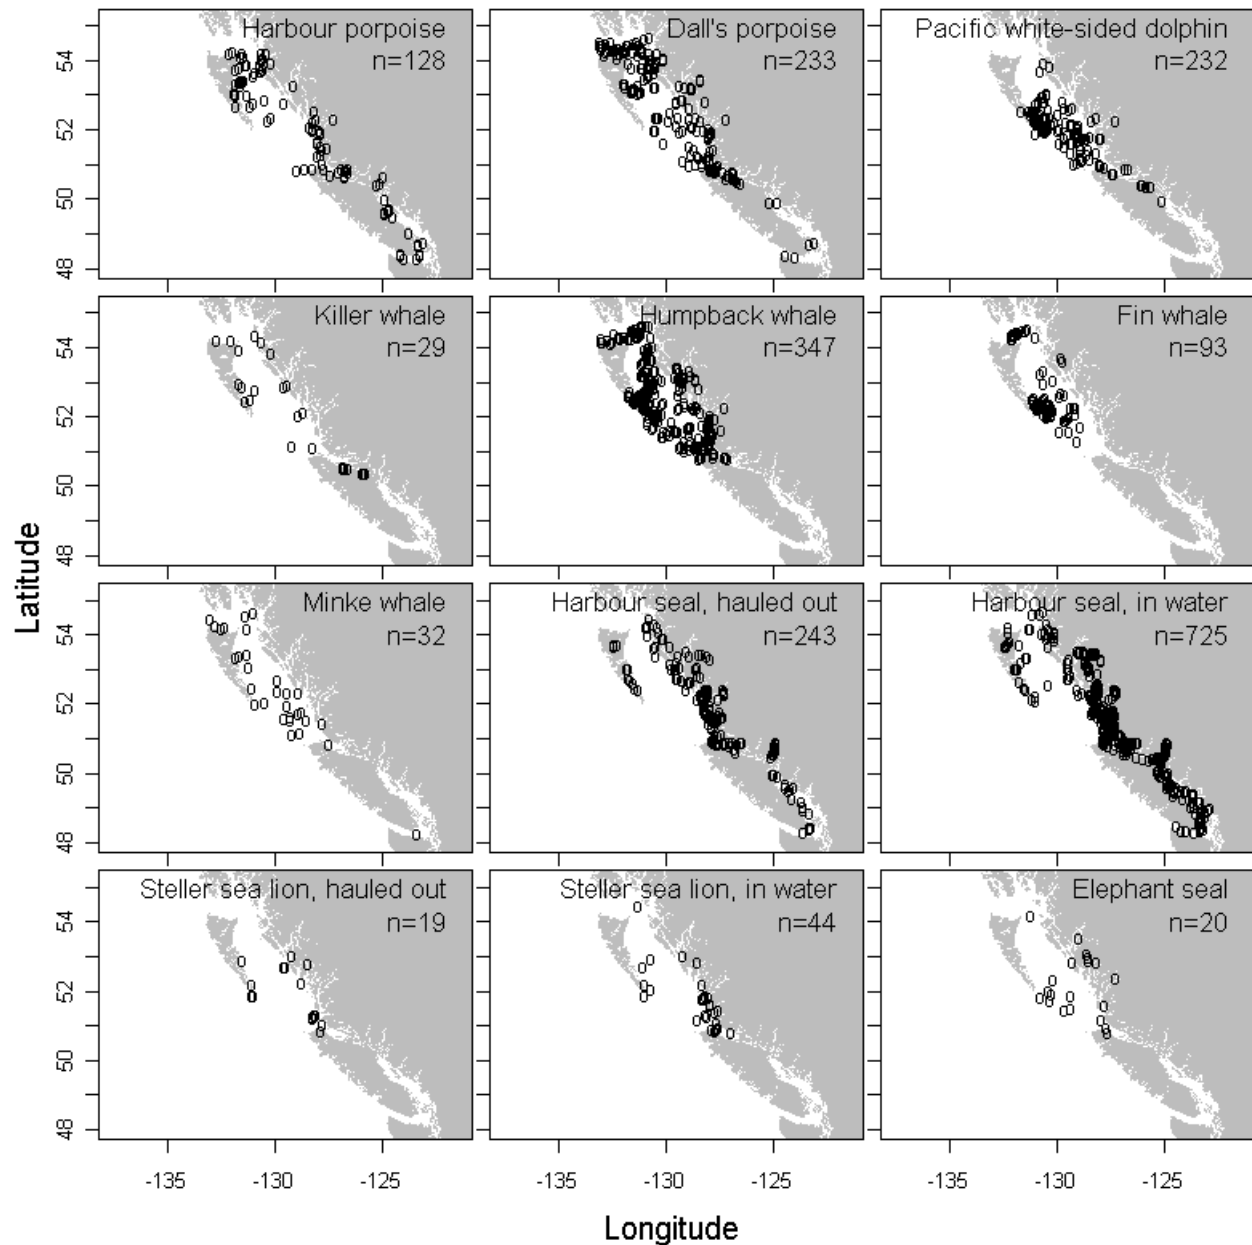 Harbour porpoise
n=128
Dall's porpoise
n=233
Pacific white-sided dolphin
n=232
54
52
50
48
Killer whale
n=29
Humpback whale
n=347
Fin whale
n=93
54
52
50
48
Latitude
Minke whale
n=32
Harbour seal, hauled out
n=243
Harbour seal, in water
n=725
54
52
50
48
Steller sea lion, hauled out
n=19
Steller sea lion, in water
n=44
Elephant seal
n=20
54
52
50
48
-135 -130 -125 -135 -130 -125 -135 -130 -125
Longitude